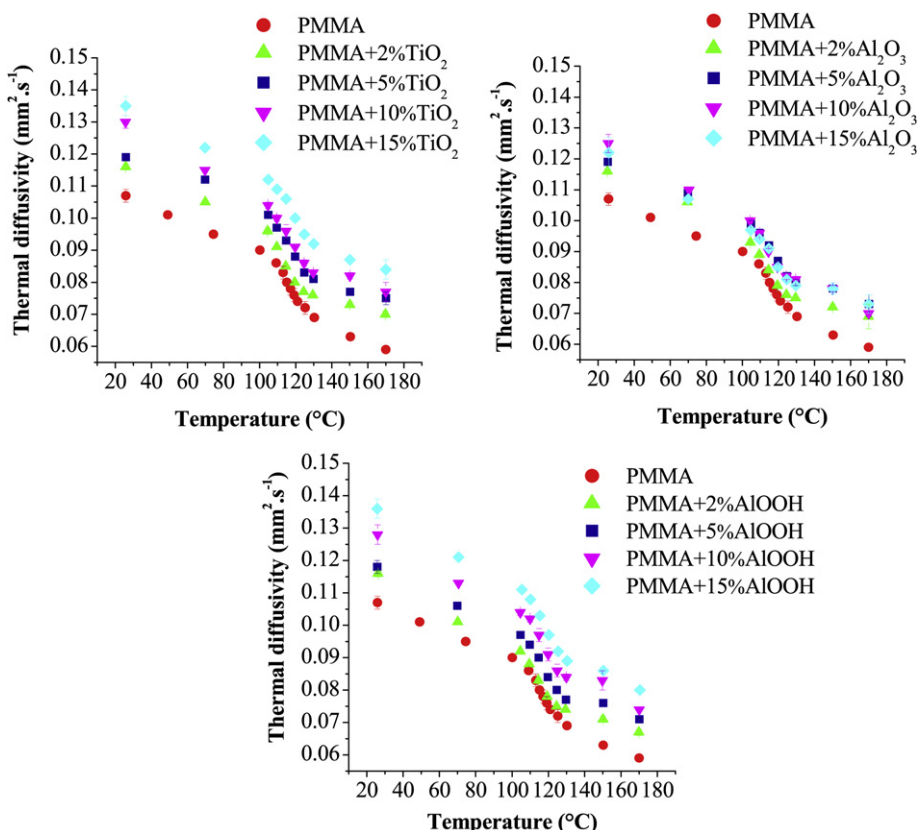 PMMA
PMMA+2%TiO₂
PMMA+5%TiO₂
PMMA+10%TiO₂
PMMA+15%TiO₂
Thermal diffusivity (mm².s⁻¹)
0.15
0.14
0.13
0.12
0.11
0.10
0.09
0.08
0.07
0.06
20 40 60 80 100 120 140 160 180
Temperature (°C)
PMMA
PMMA+2%Al₂O₃
PMMA+5%Al₂O₃
PMMA+10%Al₂O₃
PMMA+15%Al₂O₃
Thermal diffusivity (mm².s⁻¹)
0.15
0.14
0.13
0.12
0.11
0.10
0.09
0.08
0.07
0.06
20 40 60 80 100 120 140 160 180
Temperature (°C)
PMMA
PMMA+2%AlOOH
PMMA+5%AlOOH
PMMA+10%AlOOH
PMMA+15%AlOOH
Thermal diffusivity (mm².s⁻¹)
0.15
0.14
0.13
0.12
0.11
0.10
0.09
0.08
0.07
0.06
20 40 60 80 100 120 140 160 180
Temperature (°C)